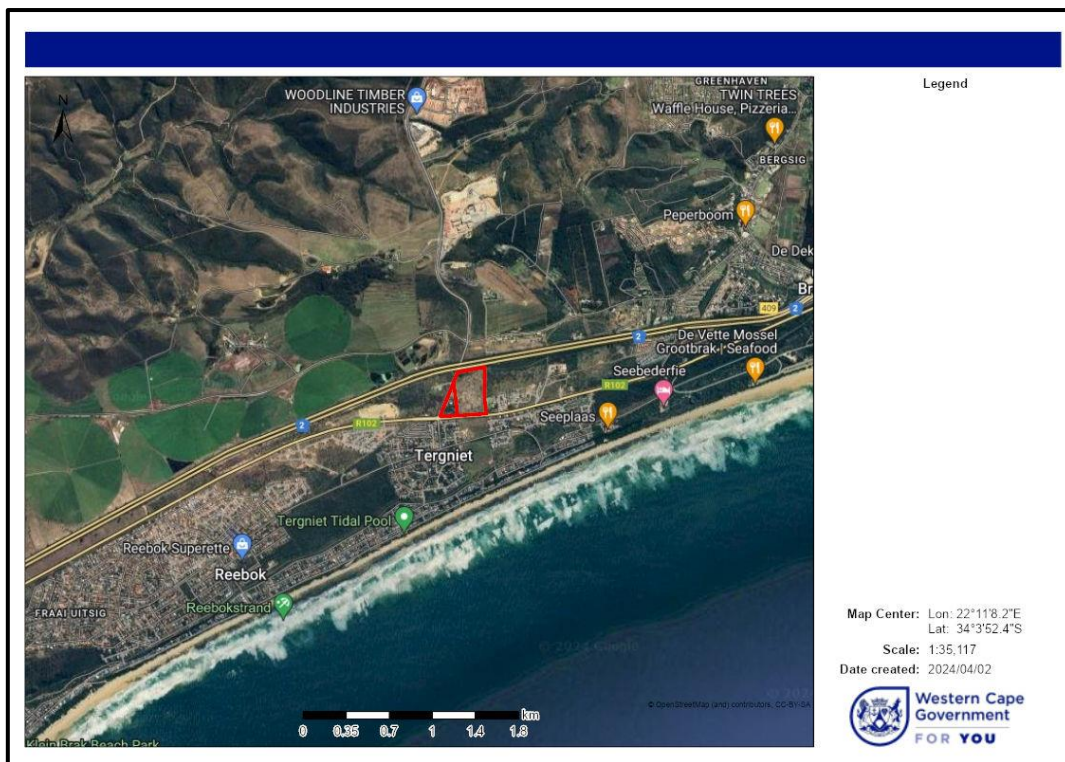 Legend
GREENHAVEN
TWIN TREES
Waffle House, Pizzeria...
WOODLINE TIMBER
INDUSTRIES
N
BERGSIG
Peperboom
De Dek
Br
409
2
2
De Vette Mossel
Grootbrak | Seafood
Seebederfie
R102
Seeplaas
2
R102
Tergniet
Tergniet Tidal Pool
Reebok Superette
Reebok
Reebokstrand
FRAAI UITSIG
© 2024 Google
© OpenStreetMap (and) contributors, CC-BY-SA
km
0 0.35 0.7 1 1.4 1.8
Klein Brak Beach Park
Map Center: Lon: 22°11'8.2"E
Lat: 34°3'52.4"S
Scale: 1:35,117
Date created: 2024/04/02
Western Cape
Government
FOR YOU